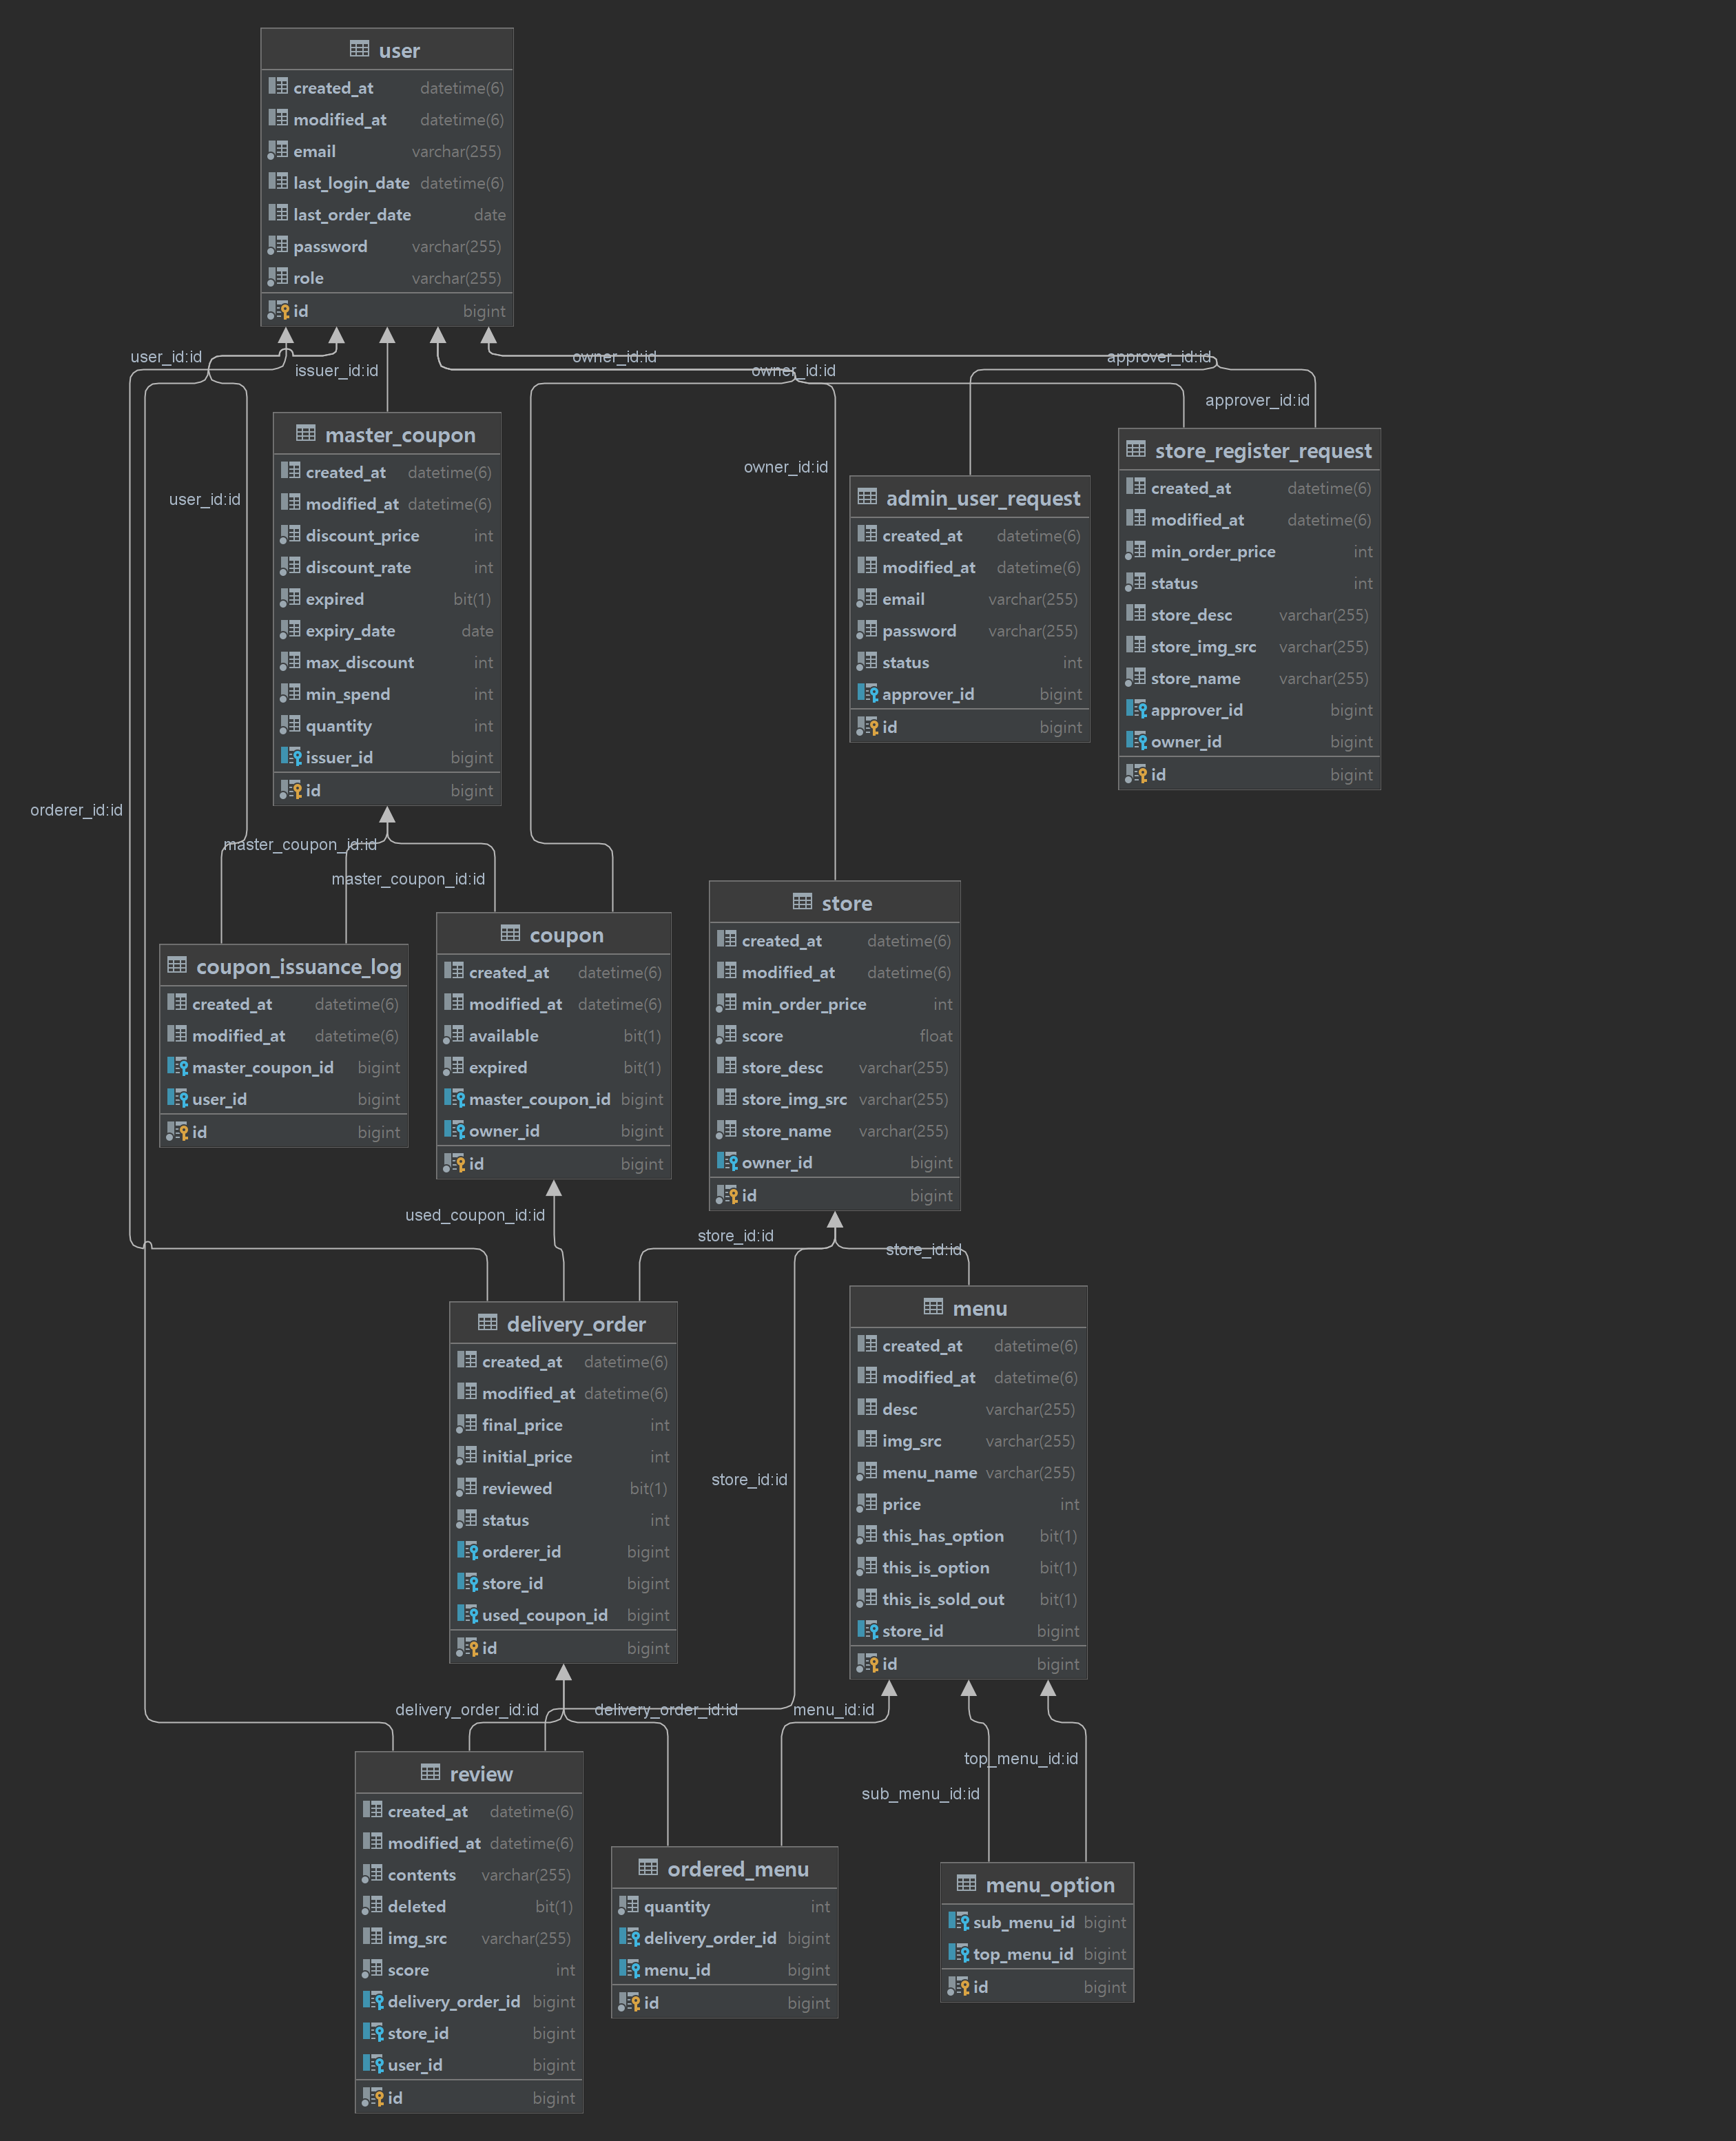 user
created_at datetime(6)
modified_at datetime(6)
email varchar(255)
last_login_date datetime(6)
last_order_date date
password varchar(255)
role varchar(255)
id bigint
user_id:id
issuer_id:id
owner_id:id
owner_id:id
approver_id:id
approver_id:id
user_id:id
owner_id:id
orderer_id:id
master_coupon
created_at datetime(6)
modified_at datetime(6)
discount_price int
discount_rate int
expired bit(1)
expiry_date date
max_discount int
min_spend int
quantity int
issuer_id bigint
id bigint
admin_user_request
created_at datetime(6)
modified_at datetime(6)
email varchar(255)
password varchar(255)
status int
approver_id bigint
id bigint
store_register_request
created_at datetime(6)
modified_at datetime(6)
min_order_price int
status int
store_desc varchar(255)
store_img_src varchar(255)
store_name varchar(255)
approver_id bigint
owner_id bigint
id bigint
master_coupon_id:id
master_coupon_id:id
coupon_issuance_log
created_at datetime(6)
modified_at datetime(6)
master_coupon_id bigint
user_id bigint
id bigint
coupon
created_at datetime(6)
modified_at datetime(6)
available bit(1)
expired bit(1)
master_coupon_id bigint
owner_id bigint
id bigint
store
created_at datetime(6)
modified_at datetime(6)
min_order_price int
score float
store_desc varchar(255)
store_img_src varchar(255)
store_name varchar(255)
owner_id bigint
id bigint
used_coupon_id:id
store_id:id
store_id:id
store_id:id
delivery_order
created_at datetime(6)
modified_at datetime(6)
final_price int
initial_price int
reviewed bit(1)
status int
orderer_id bigint
store_id bigint
used_coupon_id bigint
id bigint
menu
created_at datetime(6)
modified_at datetime(6)
desc varchar(255)
img_src varchar(255)
menu_name varchar(255)
price int
this_has_option bit(1)
this_is_option bit(1)
this_is_sold_out bit(1)
store_id bigint
id bigint
delivery_order_id:id
delivery_order_id:id
menu_id:id
top_menu_id:id
sub_menu_id:id
review
created_at datetime(6)
modified_at datetime(6)
contents varchar(255)
deleted bit(1)
img_src varchar(255)
score int
delivery_order_id bigint
store_id bigint
user_id bigint
id bigint
ordered_menu
quantity int
delivery_order_id bigint
menu_id bigint
id bigint
menu_option
sub_menu_id bigint
top_menu_id bigint
id bigint